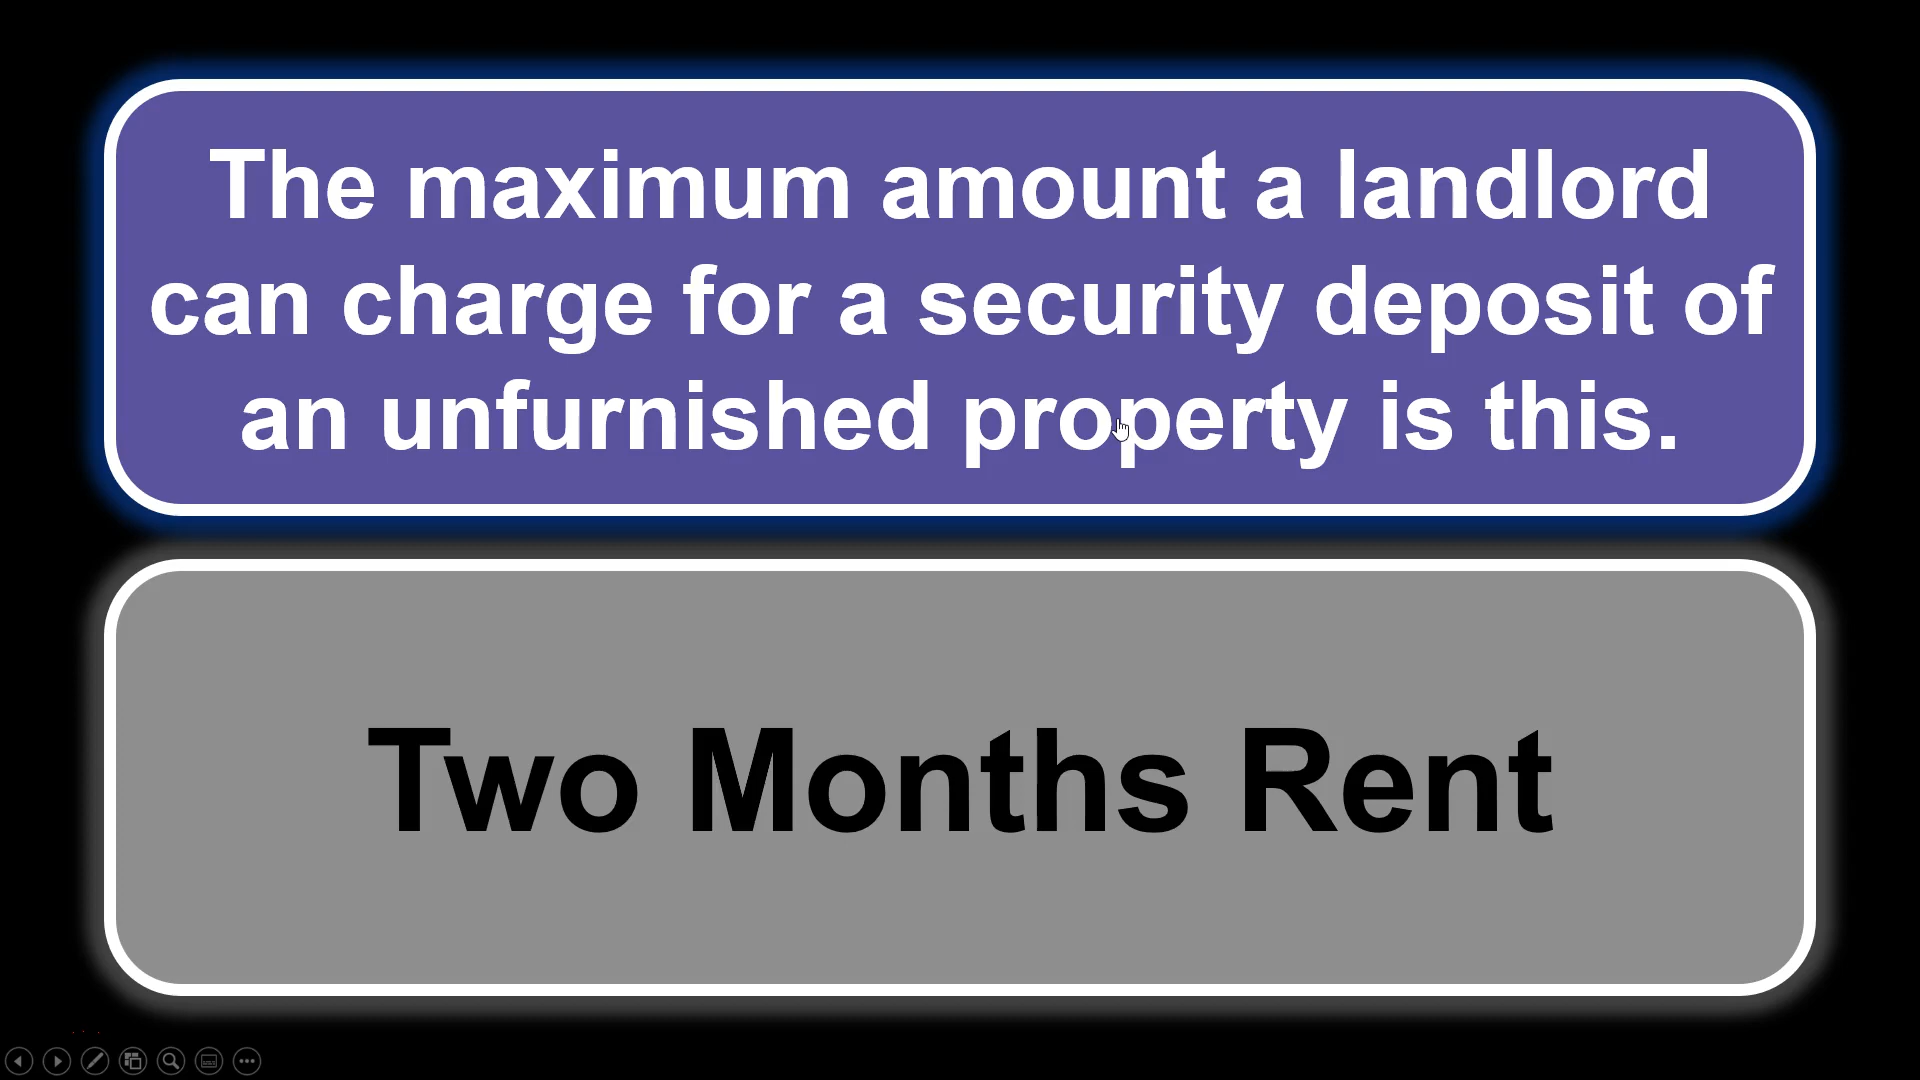 The maximum amount a landlord
can charge for a security deposit of
an unfurnished property is this.
Two Months Rent